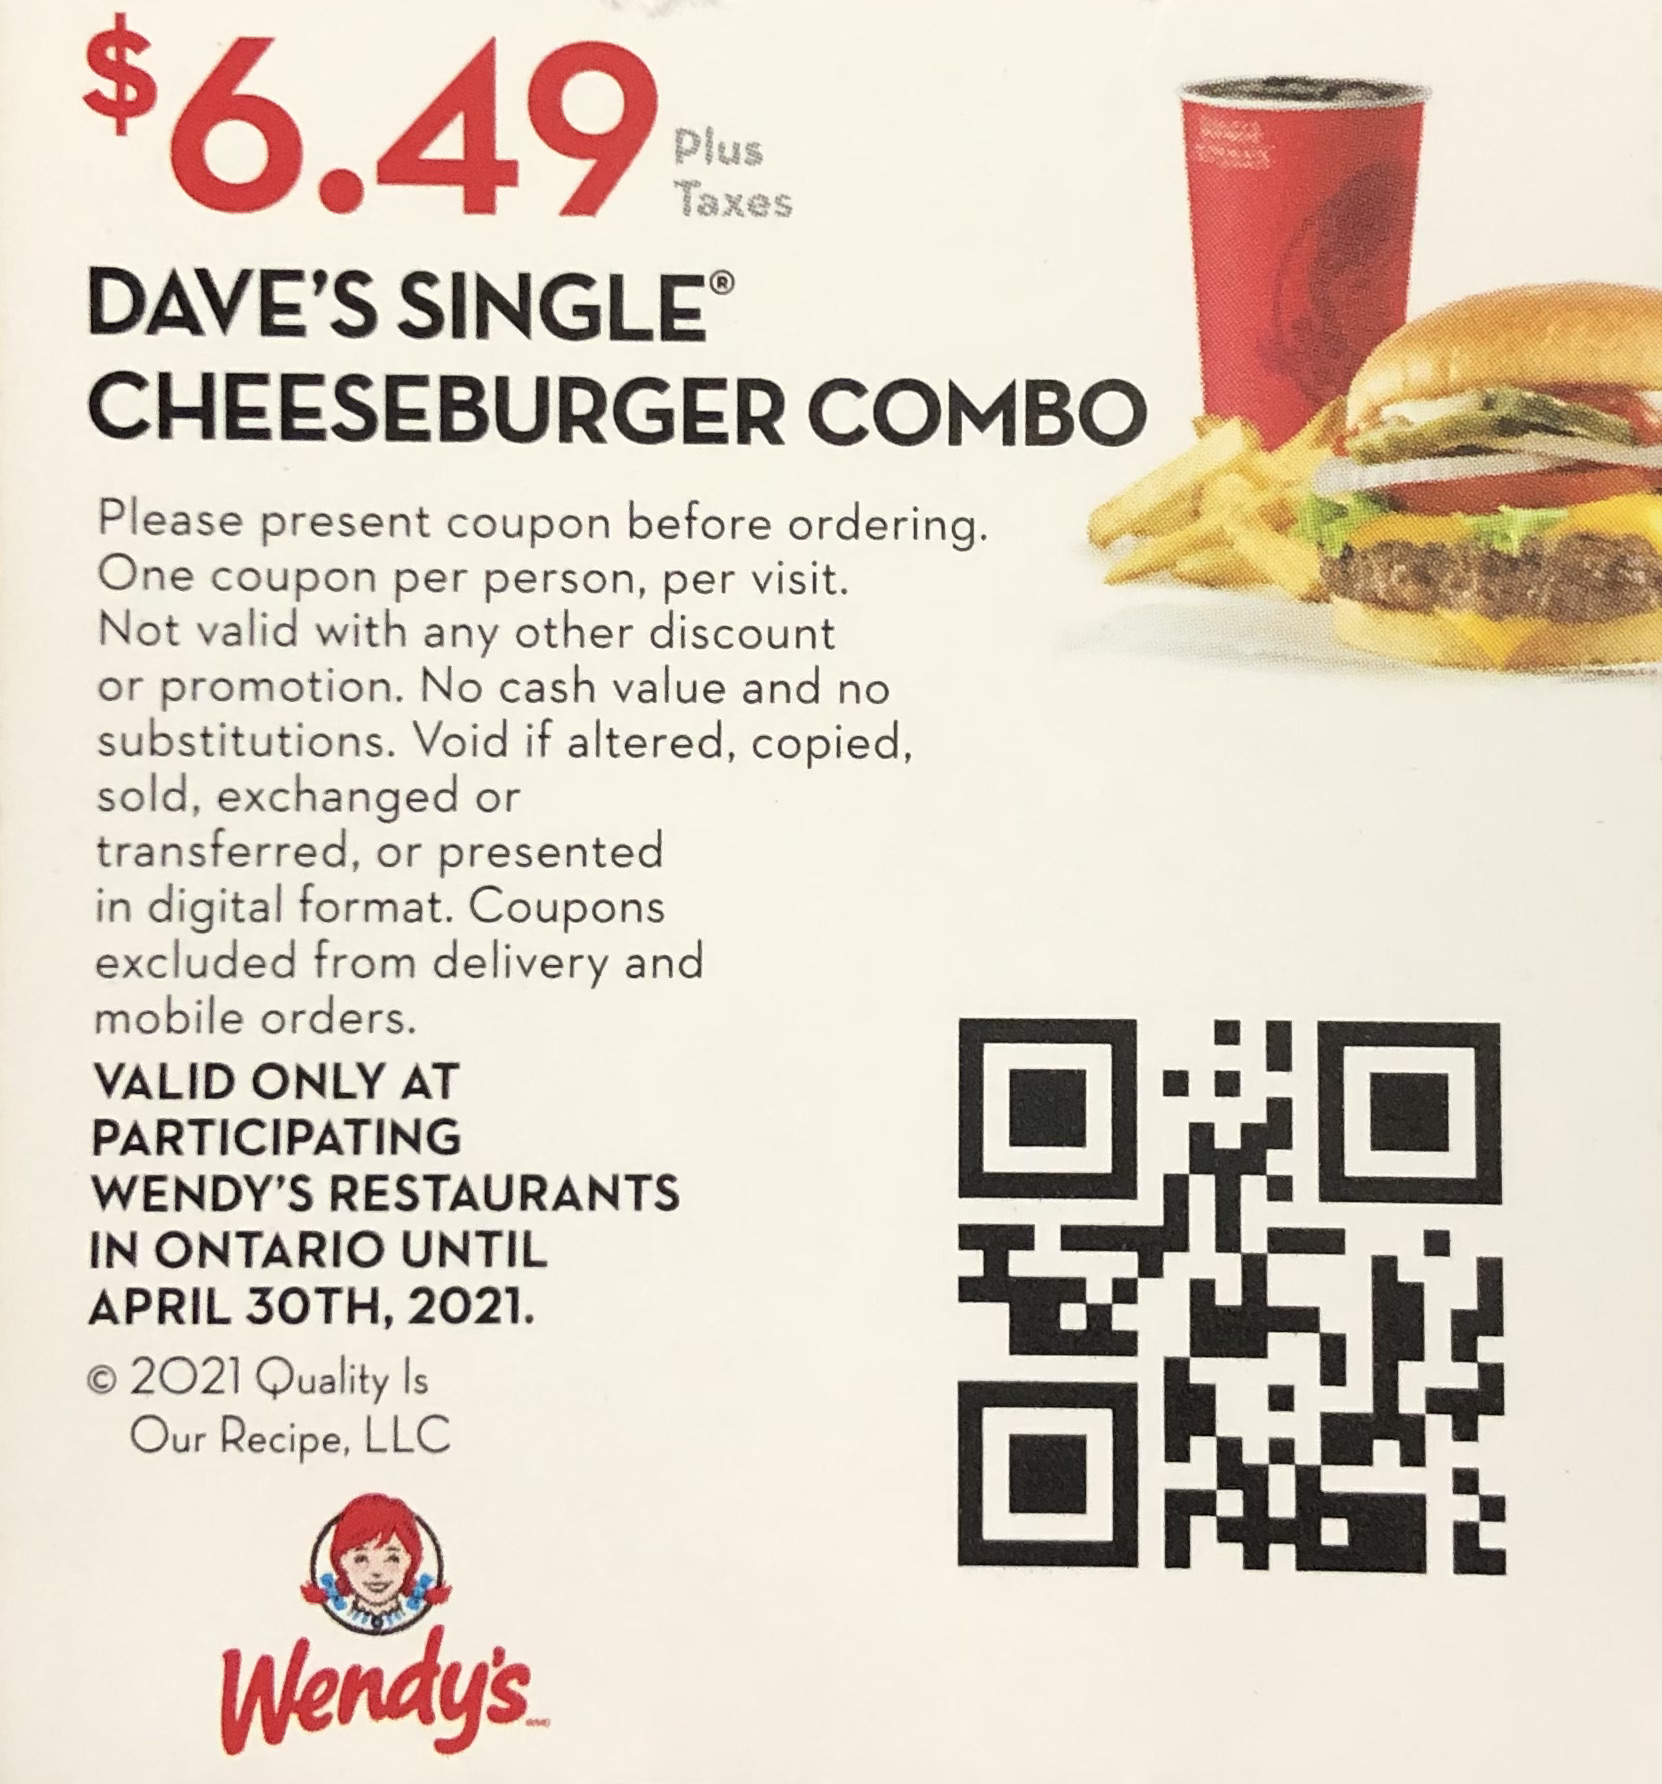 $6.49
Plus
Taxes
DAVE'S SINGLE®
CHEESEBURGER COMBO
Please present coupon before ordering.
One coupon per person, per visit.
Not valid with any other discount
or promotion. No cash value and no
substitutions. Void if altered, copied,
sold, exchanged or
transferred, or presented
in digital format. Coupons
excluded from delivery and
mobile orders.
VALID ONLY AT
PARTICIPATING
WENDY'S RESTAURANTS
IN ONTARIO UNTIL
APRIL 30TH, 2021.
© 2021 Quality Is
Our Recipe, LLC
Wendy's